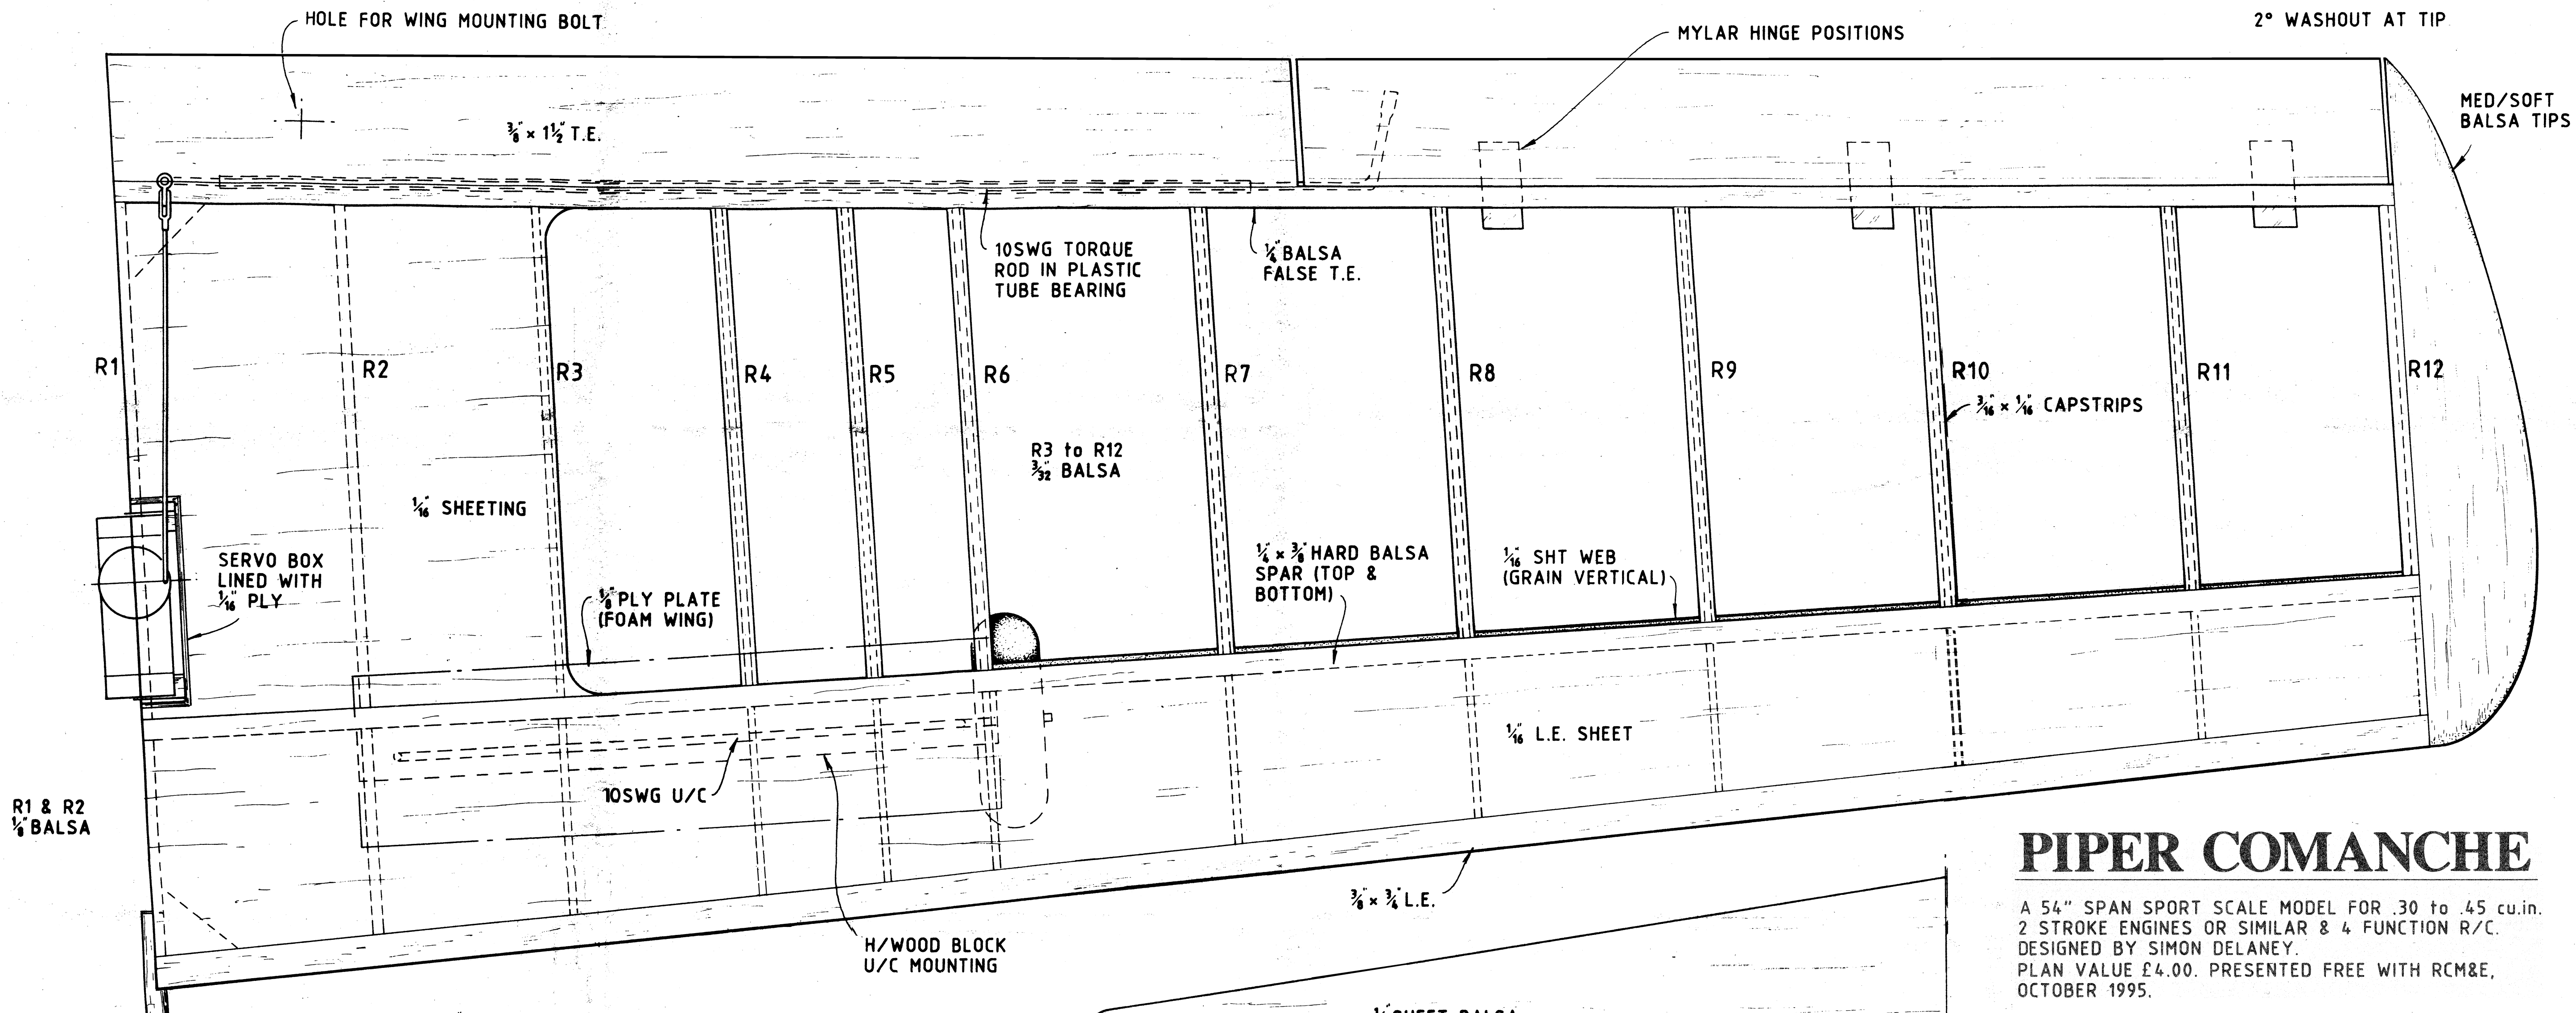 HOLE FOR WING MOUNTING BOLT
MYLAR HINGE POSITIONS
2° WASHOUT AT TIP
MED/SOFT
BALSA TIPS
3/8" × 1 1/2" T.E.
10SWG TORQUE
ROD IN PLASTIC
TUBE BEARING
1/4" BALSA
FALSE T.E.
R1
R2
R3
R4
R5
R6
R7
R8
R9
R10
R11
R12
3/16" × 1/16" CAPSTRIPS
R3 to R12
3/32" BALSA
1/16" SHEETING
SERVO BOX
LINED WITH
1/16" PLY
1/8" PLY PLATE
(FOAM WING)
1/4" × 3/8" HARD BALSA
SPAR (TOP &
BOTTOM)
1/16" SHT WEB
(GRAIN VERTICAL)
1/16" L.E. SHEET
10SWG U/C
R1 & R2
1/8" BALSA
3/8" × 3/4" L.E.
H/WOOD BLOCK
U/C MOUNTING
PIPER COMANCHE
A 54" SPAN SPORT SCALE MODEL FOR .30 to .45 cu.in.
2 STROKE ENGINES OR SIMILAR & 4 FUNCTION R/C.
DESIGNED BY SIMON DELANEY.
PLAN VALUE £4.00. PRESENTED FREE WITH RCM&E,
OCTOBER 1995.
SHEET BALSA